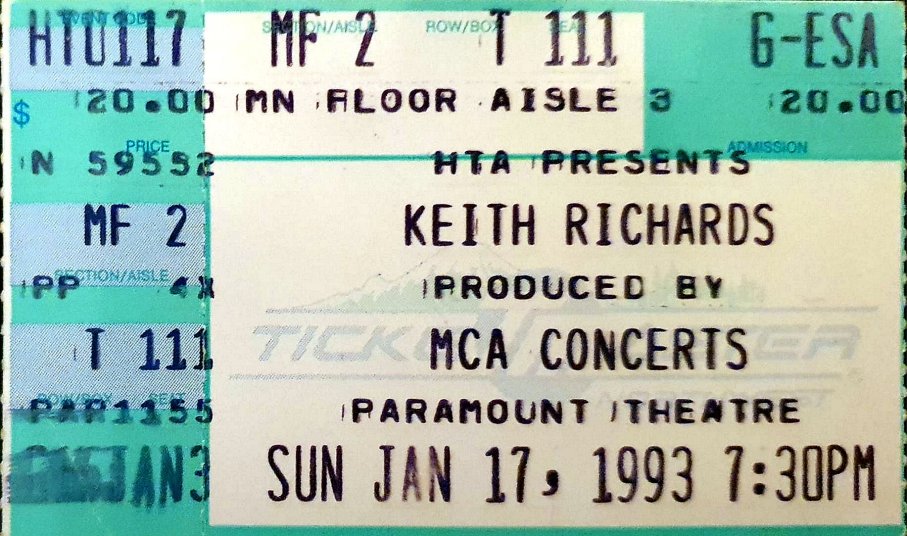 EVENT CODE SECTION/AISLE ROW/BOX SEAT
HT0117 MF 2 T 111 G-ESA
$ 20.00 MN FLOOR AISLE 3 20.00
PRICE ADMISSION
N 59552 HTA PRESENTS
MF 2 KEITH RICHARDS
SECTION/AISLE
PP 4X PRODUCED BY
T 111 MCA CONCERTS
TICKETMASTER
ROW/BOX SEAT
PAR1155 PARAMOUNT THEATRE
JAN3 SUN JAN 17, 1993 7:30PM